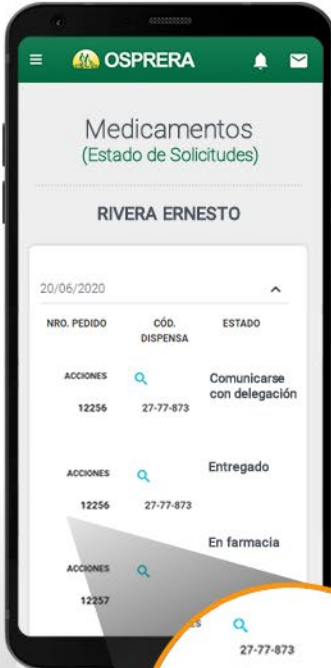 OSPRERA
Medicamentos
(Estado de Solicitudes)
RIVERA ERNESTO
20/06/2020
NRO. PEDIDO CÓD. DISPENSA ESTADO
ACCIONES Comunicarse con delegación
12256 27-77-873
ACCIONES Entregado
12256 27-77-873
En farmacia
ACCIONES
12257
27-77-873